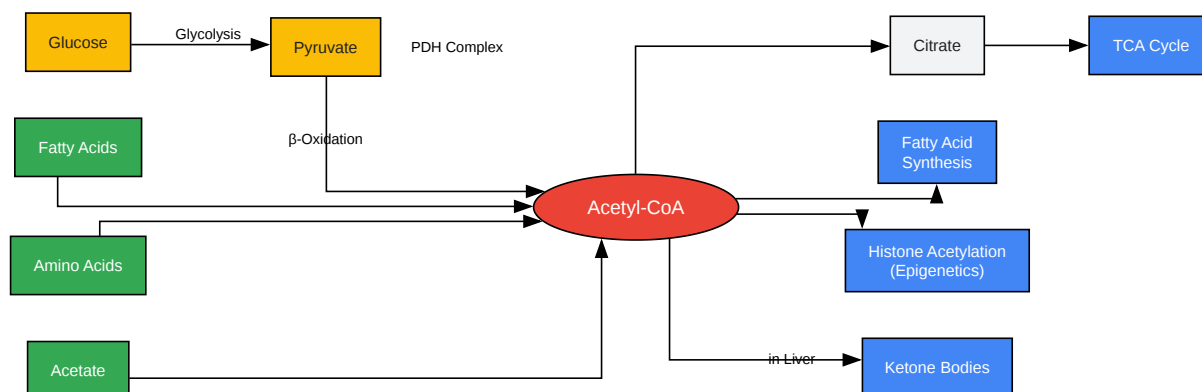 Glucose
Glycolysis
Pyruvate
PDH Complex
Citrate
TCA Cycle
Fatty Acids
β-Oxidation
Fatty Acid
Synthesis
Acetyl-CoA
Amino Acids
Histone Acetylation
(Epigenetics)
Acetate
in Liver
Ketone Bodies